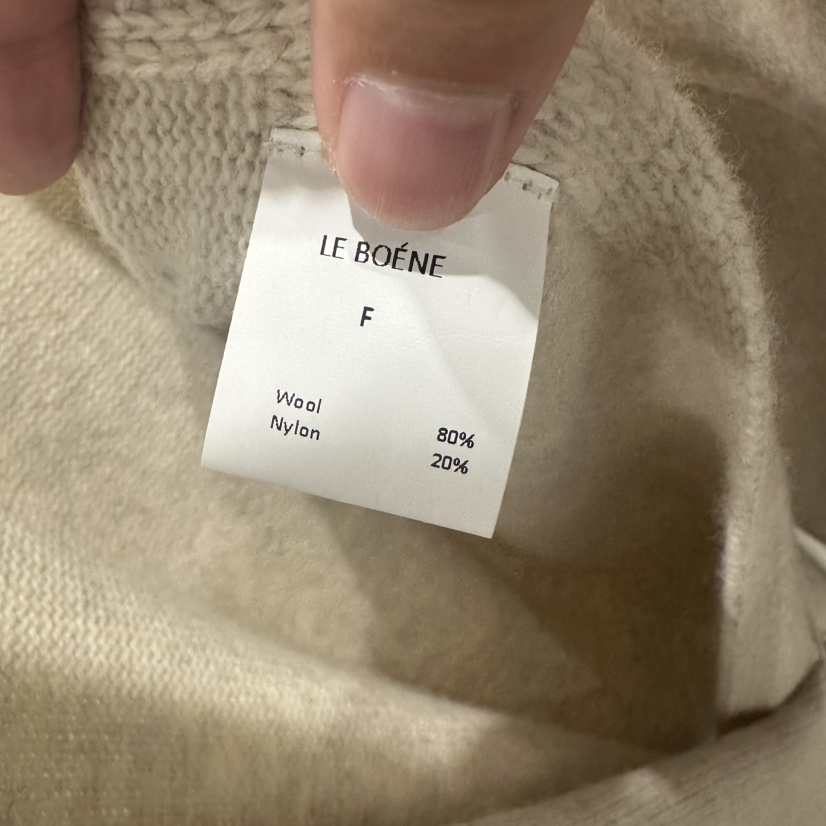 LE BOÉNE
F
Wool 80%
Nylon 20%